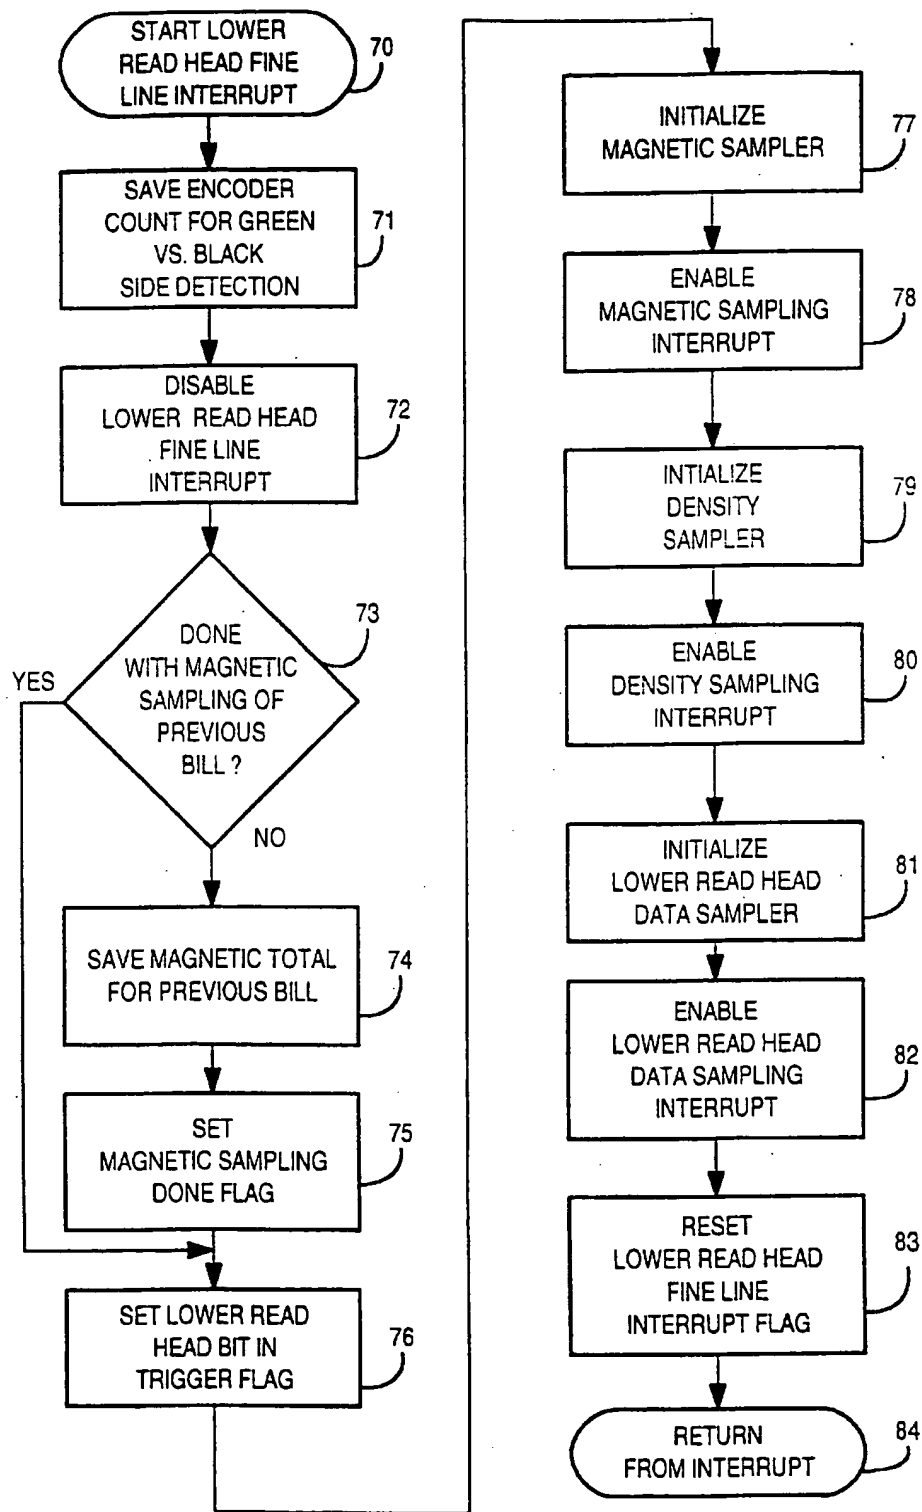 START LOWER
READ HEAD FINE
LINE INTERRUPT
70
SAVE ENCODER
COUNT FOR GREEN
VS. BLACK
SIDE DETECTION
71
DISABLE
LOWER READ HEAD
FINE LINE
INTERRUPT
72
DONE
WITH MAGNETIC
SAMPLING OF
PREVIOUS
BILL ?
73
YES
NO
SAVE MAGNETIC TOTAL
FOR PREVIOUS BILL
74
SET
MAGNETIC SAMPLING
DONE FLAG
75
SET LOWER READ
HEAD BIT IN
TRIGGER FLAG
76
INITIALIZE
MAGNETIC SAMPLER
77
ENABLE
MAGNETIC SAMPLING
INTERRUPT
78
INTIALIZE
DENSITY
SAMPLER
79
ENABLE
DENSITY SAMPLING
INTERRUPT
80
INITIALIZE
LOWER READ HEAD
DATA SAMPLER
81
ENABLE
LOWER READ HEAD
DATA SAMPLING
INTERRUPT
82
RESET
LOWER READ HEAD
FINE LINE
INTERRUPT FLAG
83
RETURN
FROM INTERRUPT
84